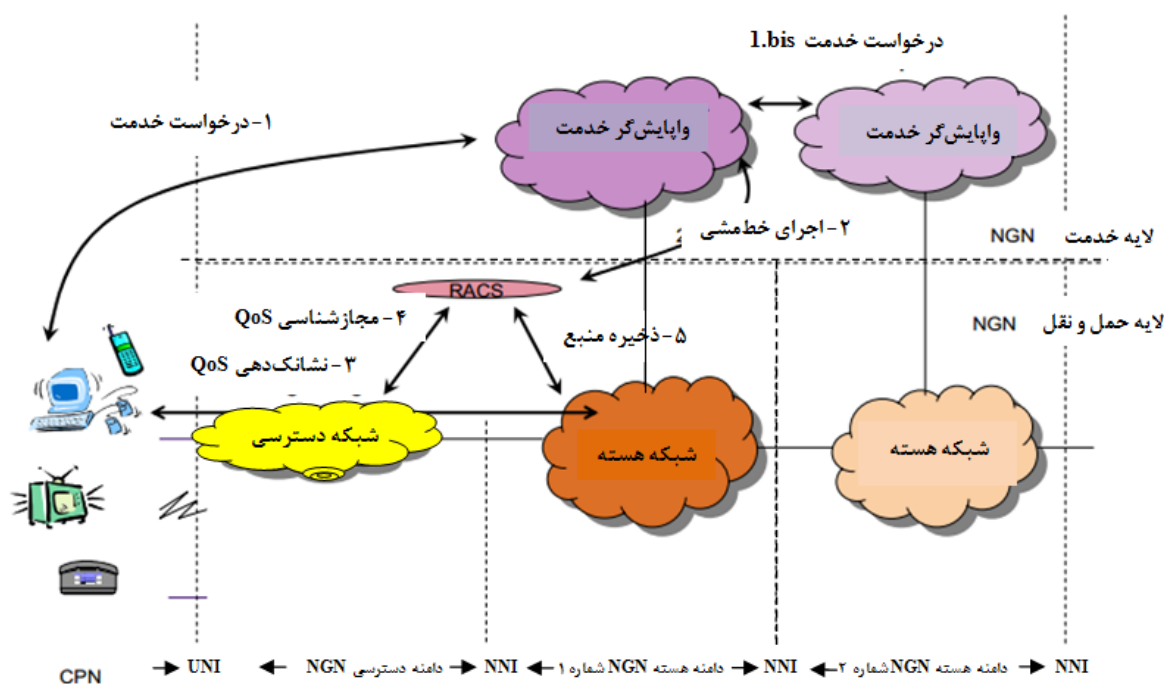 درخواست خدمت 1.bis
۱-درخواست خدمت
واپایش‌گر خدمت
واپایش‌گر خدمت
۲-اجرای خط‌مشی
لایه خدمت NGN
RACS
لایه حمل و نقل NGN
۴-مجازشناسی QoS
۵-ذخیره منبع
۳-نشانک‌دهی QoS
شبکه دسترسی
شبکه هسته
شبکه هسته
CPN
UNI
دامنه دسترسی NGN
NNI
دامنه هسته NGN شماره ۱
NNI
دامنه هسته NGN شماره ۲
NNI